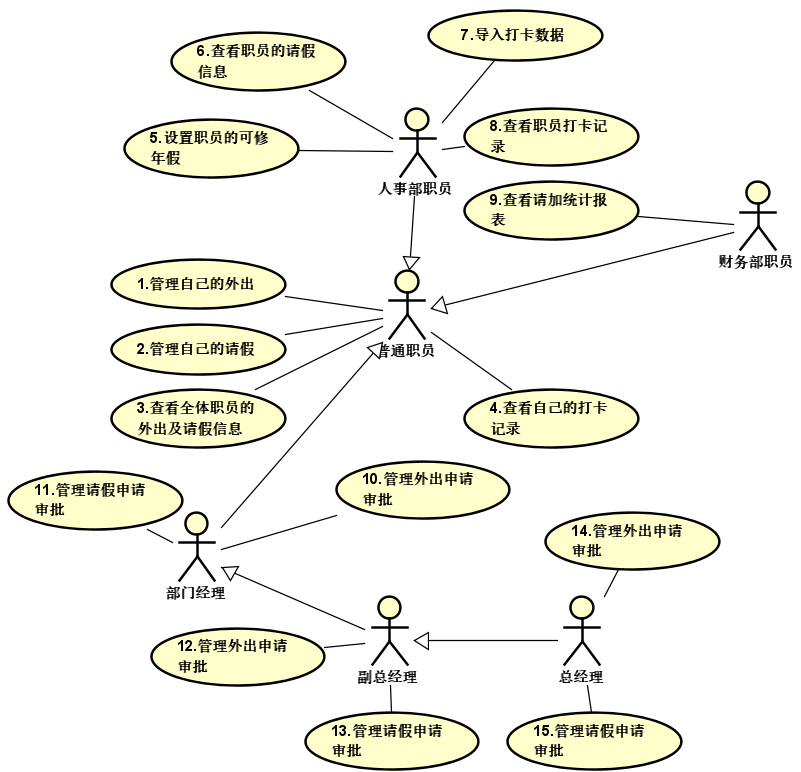 7.导入打卡数据
6.查看职员的请假
信息
5.设置职员的可修
年假
8.查看职员打卡记
录
人事部职员
9.查看请加统计报
表
财务部职员
1.管理自己的外出
2.管理自己的请假
普通职员
3.查看全体职员的
外出及请假信息
4.查看自己的打卡
记录
11.管理请假申请
审批
10.管理外出申请
审批
部门经理
14.管理外出申请
审批
12.管理外出申请
审批
副总经理
总经理
13.管理请假申请
审批
15.管理请假申请
审批